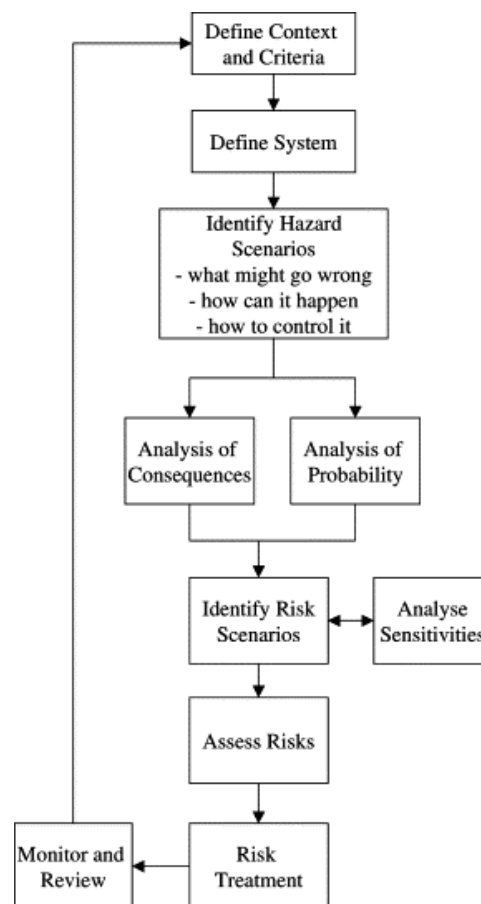 Define Context
and Criteria
Define System
Identify Hazard
Scenarios
- what might go wrong
- how can it happen
- how to control it
Analysis of
Consequences
Analysis of
Probability
Identify Risk
Scenarios
Analyse
Sensitivities
Assess Risks
Monitor and
Review
Risk
Treatment